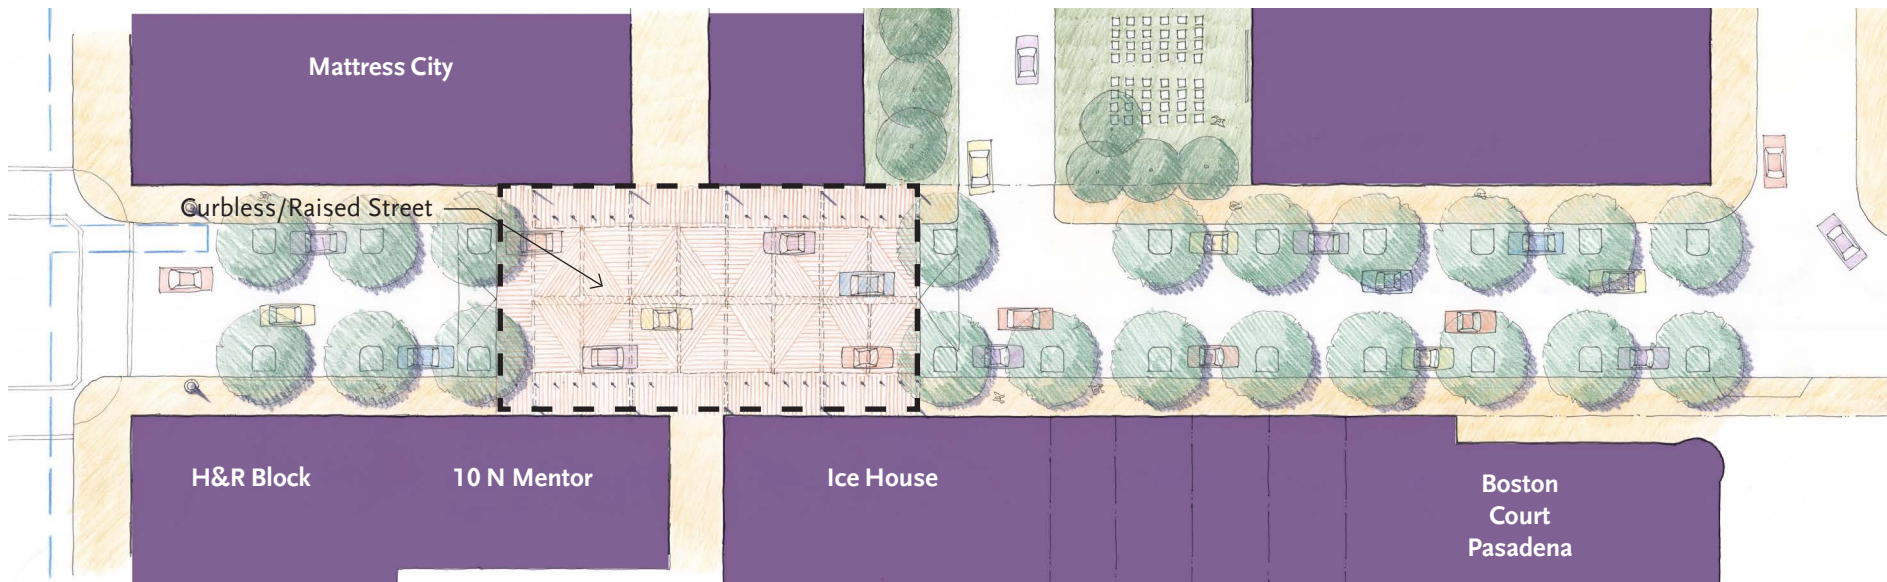 Mattress City
Curbless/Raised Street
H&R Block
10 N Mentor
Ice House
Boston
Court
Pasadena